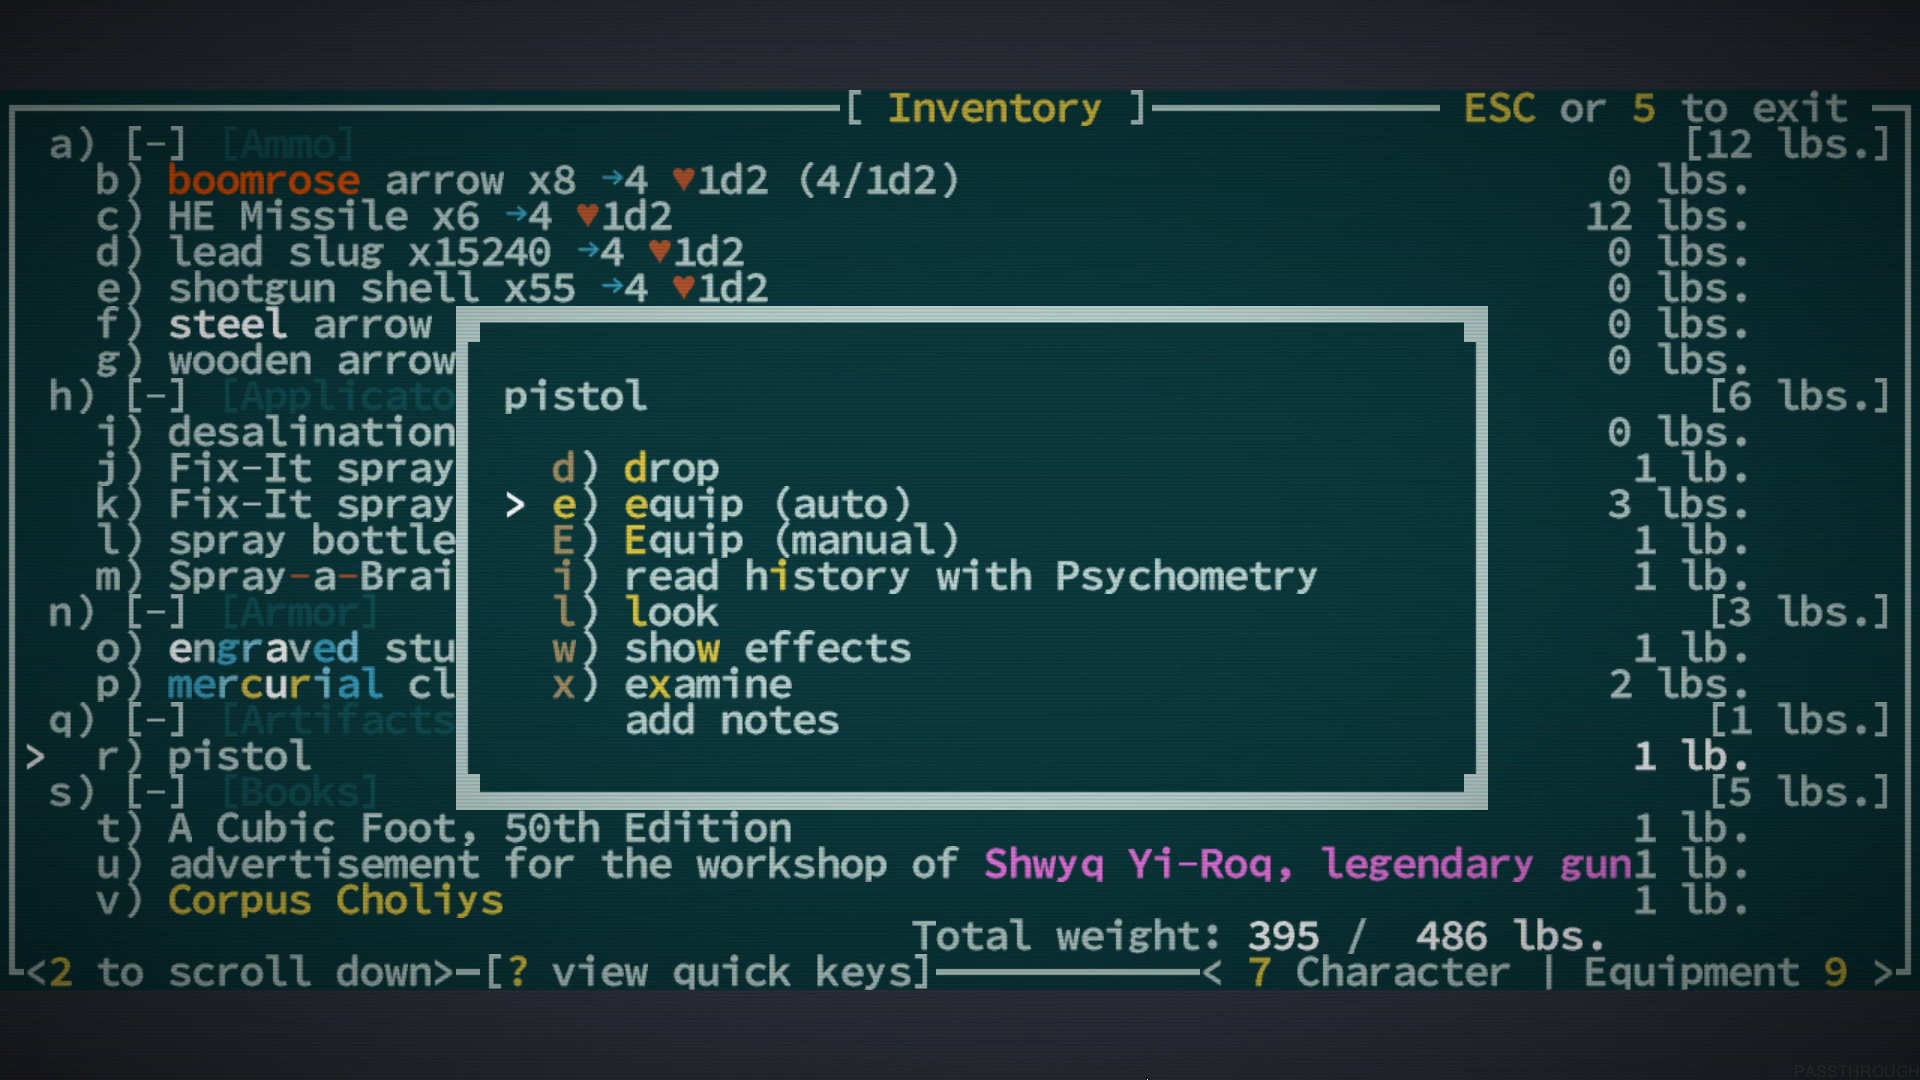 [ Inventory ] ESC or 5 to exit
a) [-] [Ammo] [12 lbs.]
b) boomrose arrow x8 →4 ♥1d2 (4/1d2) 0 lbs.
c) HE Missile x6 →4 ♥1d2 12 lbs.
d) lead slug x15240 →4 ♥1d2 0 lbs.
e) shotgun shell x55 →4 ♥1d2 0 lbs.
f) steel arrow 0 lbs.
g) wooden arrow 0 lbs.
h) [-] [Applicato [6 lbs.]
i) desalination 0 lbs.
j) Fix-It spray 1 lb.
k) Fix-It spray 3 lbs.
l) spray bottle 1 lb.
m) Spray-a-Brai 1 lb.
n) [-] [Armor] [3 lbs.]
o) engraved stu 1 lb.
p) mercurial cl 2 lbs.
q) [-] [Artifacts [1 lbs.]
> r) pistol 1 lb.
s) [-] [Books] [5 lbs.]
t) A Cubic Foot, 50th Edition 1 lb.
u) advertisement for the workshop of Shwyq Yi-Roq, legendary gun1 lb.
v) Corpus Choliys 1 lb.
Total weight: 395 / 486 lbs.
<2 to scroll down> [? view quick keys] < 7 Character | Equipment 9 >
pistol
d) drop
> e) equip (auto)
E) Equip (manual)
i) read history with Psychometry
l) look
w) show effects
x) examine
add notes
PASSTHROUGH